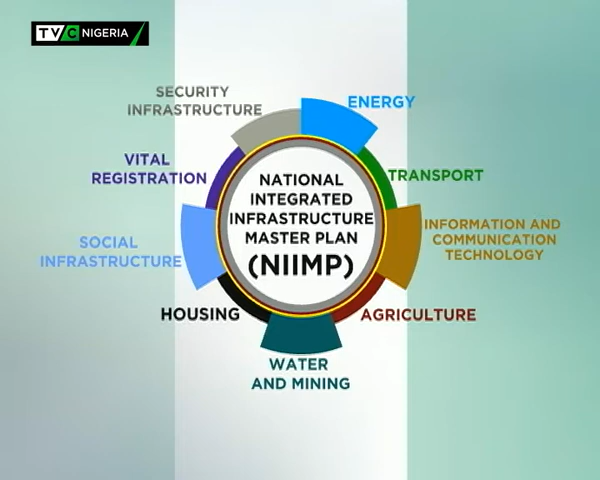 TVC NIGERIA
SECURITY
INFRASTRUCTURE
ENERGY
VITAL
REGISTRATION
TRANSPORT
NATIONAL
INTEGRATED
INFRASTRUCTURE
MASTER PLAN
(NIIMP)
SOCIAL
INFRASTRUCTURE
INFORMATION AND
COMMUNICATION
TECHNOLOGY
HOUSING
AGRICULTURE
WATER
AND MINING